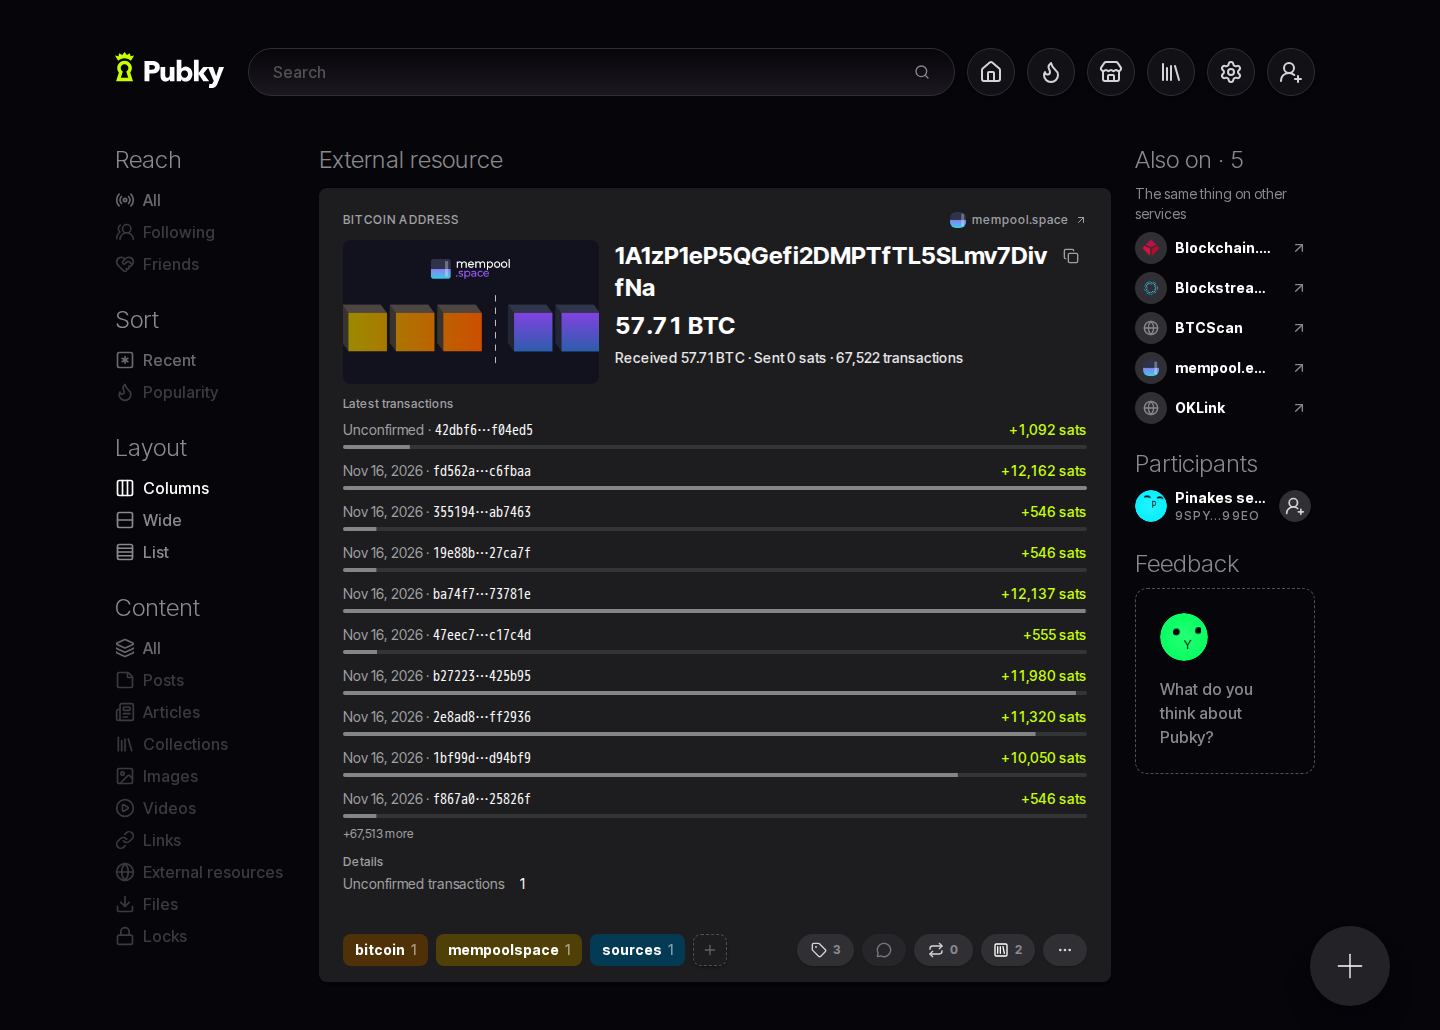 Pubky
Search
Reach
All
Following
Friends
Sort
Recent
Popularity
Layout
Columns
Wide
List
Content
All
Posts
Articles
Collections
Images
Videos
Links
External resources
Files
Locks
External resource
BITCOIN ADDRESS
mempool.space
mempool
.space
1A1zP1eP5QGefi2DMPTfTL5SLmv7Div
fNa
57.71 BTC
Received 57.71 BTC · Sent 0 sats · 67,522 transactions
Latest transactions
Unconfirmed · 42dbf6···f04ed5 +1,092 sats
Nov 16, 2026 · fd562a···c6fbaa +12,162 sats
Nov 16, 2026 · 355194···ab7463 +546 sats
Nov 16, 2026 · 19e88b···27ca7f +546 sats
Nov 16, 2026 · ba74f7···73781e +12,137 sats
Nov 16, 2026 · 47eec7···c17c4d +555 sats
Nov 16, 2026 · b27223···425b95 +11,980 sats
Nov 16, 2026 · 2e8ad8···ff2936 +11,320 sats
Nov 16, 2026 · 1bf99d···d94bf9 +10,050 sats
Nov 16, 2026 · f867a0···25826f +546 sats
+67,513 more
Details
Unconfirmed transactions 1
bitcoin 1 mempoolspace 1 sources 1 3 0 2
Also on · 5
The same thing on other
services
Blockchain....
Blockstrea...
BTCScan
mempool.e...
OKLink
Participants
Pinakes se...
9SPY...99EO
Feedback
What do you
think about
Pubky?